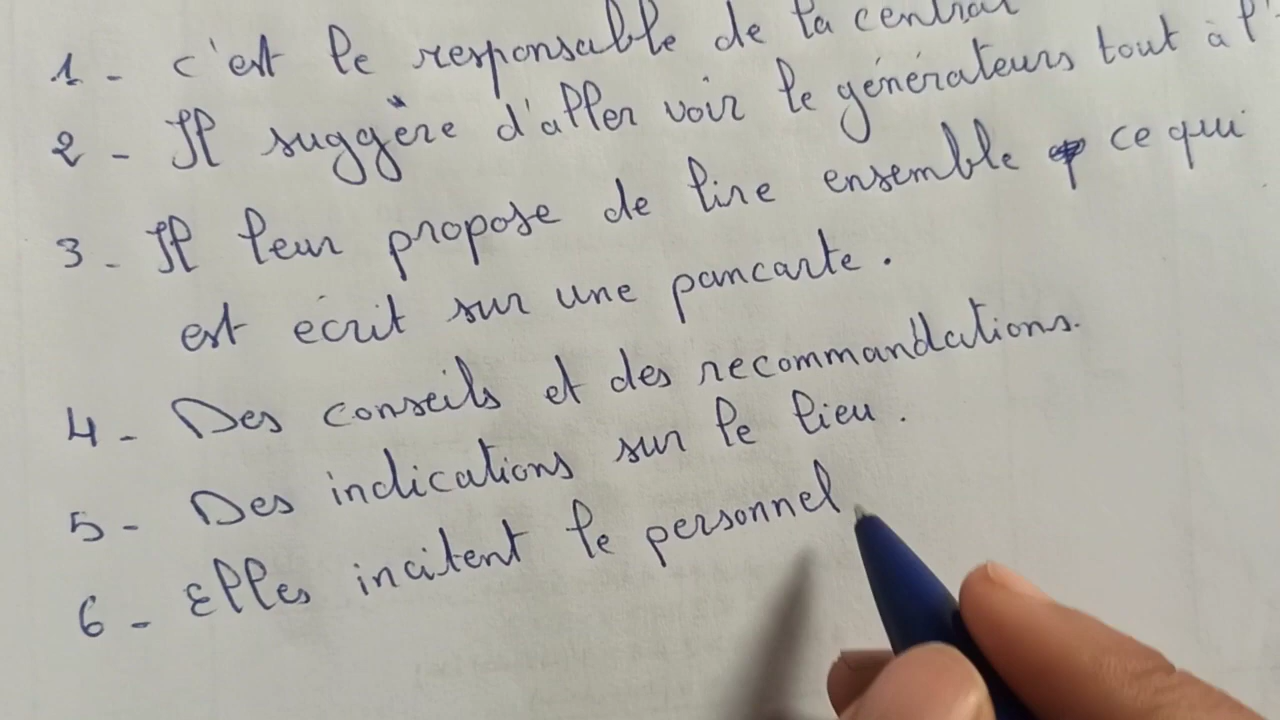 1 - c'est le responsable de la central
2 - Il suggère d'aller voir le générateurs tout à l'
3 - Il leur propose de lire ensemble ce qui
est écrit sur une pancarte.
4 - Des conseils et des recommandations.
5 - Des indications sur le lieu.
6 - Elles incitent le personnel